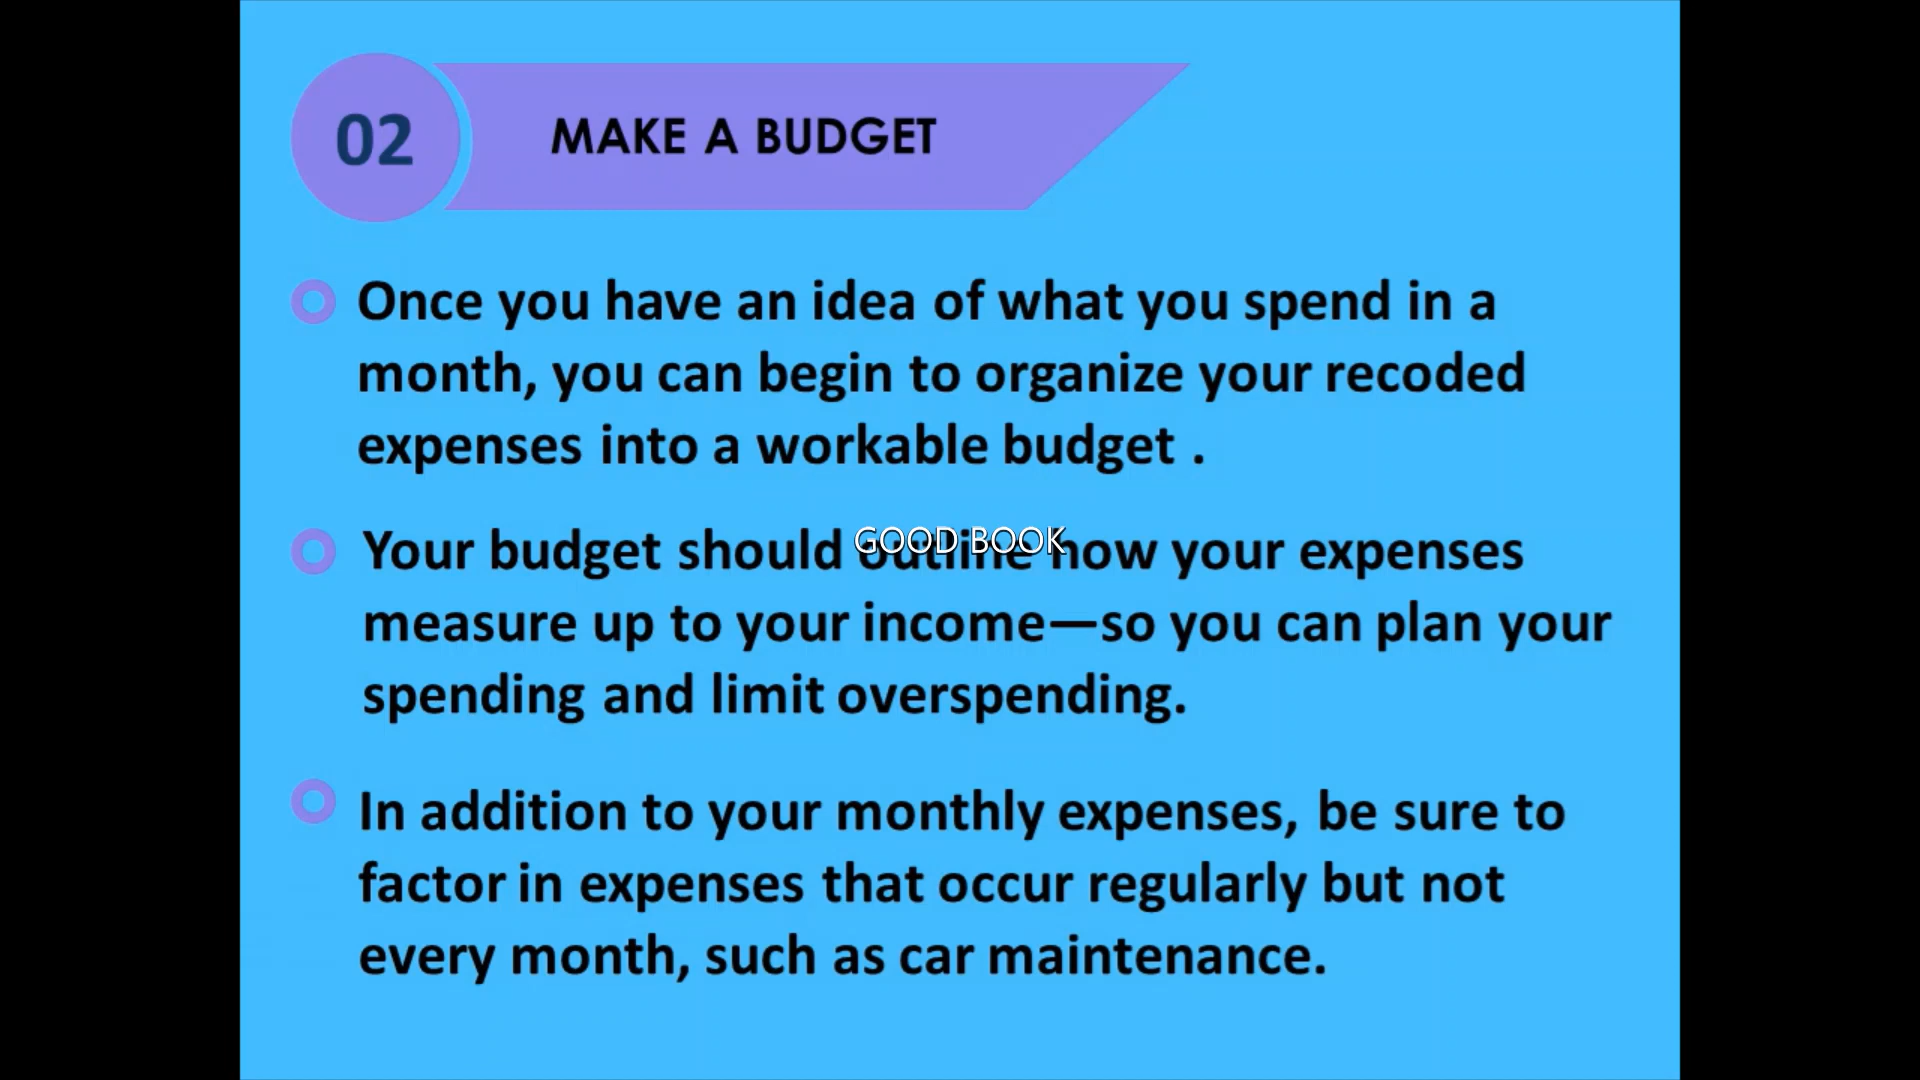 02
MAKE A BUDGET
Once you have an idea of what you spend in a
month, you can begin to organize your recoded
expenses into a workable budget .
Your budget should outline how your expenses
GOOD BOOK
measure up to your income—so you can plan your
spending and limit overspending.
In addition to your monthly expenses, be sure to
factor in expenses that occur regularly but not
every month, such as car maintenance.